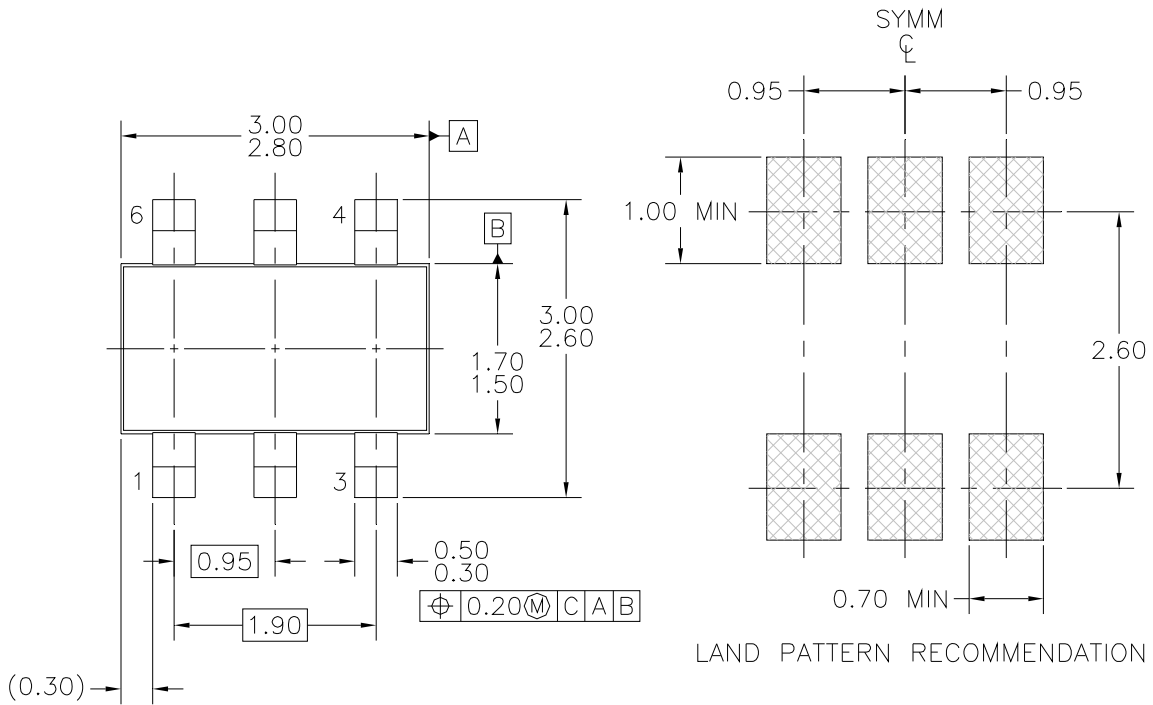 SYMM
CL
0.95
0.95
3.00
2.80
A
6
4
B
1.00 MIN
3.00
2.60
1.70
1.50
2.60
1
3
0.95
0.50
0.30
⌖ 0.20 Ⓜ C A B
1.90
0.70 MIN
LAND PATTERN RECOMMENDATION
(0.30)